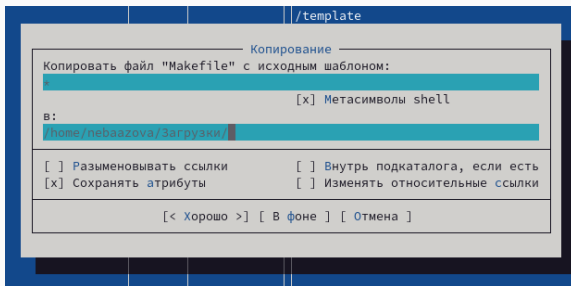 /template
Копирование
Копировать файл "Makefile" с исходным шаблоном:
*
[x] Метасимволы shell
в:
/home/nebaazova/Загрузки/
[ ] Разыменовывать ссылки [ ] Внутрь подкаталога, если есть
[x] Сохранять атрибуты [ ] Изменять относительные ссылки
[< Хорошо >] [ В фоне ] [ Отмена ]